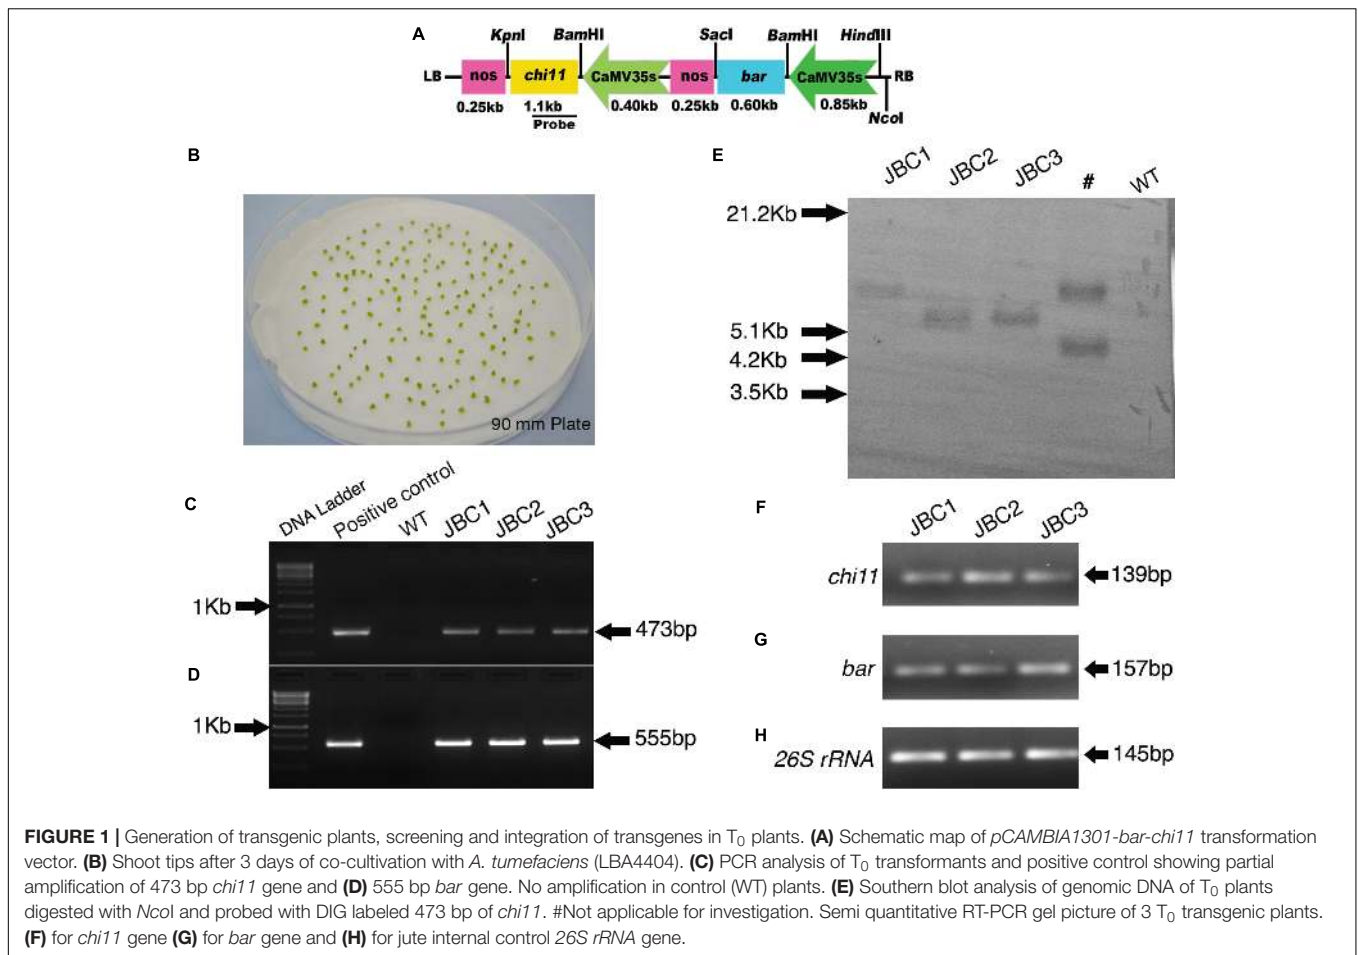 A
KpnI BamHI SacI BamHI HindIII
LB nos chi11 CaMV35s nos bar CaMV35s RB
0.25kb 1.1kb 0.40kb 0.25kb 0.60kb 0.85kb
Probe NcoI
B
90 mm Plate
E
JBC1 JBC2 JBC3 # WT
21.2Kb
5.1Kb
4.2Kb
3.5Kb
C
DNA Ladder Positive control WT JBC1 JBC2 JBC3
1Kb
473bp
D
1Kb
555bp
F
JBC1 JBC2 JBC3
chi11 139bp
G
bar 157bp
H
26S rRNA 145bp
FIGURE 1 | Generation of transgenic plants, screening and integration of transgenes in T0 plants. (A) Schematic map of pCAMBIA1301-bar-chi11 transformation
vector. (B) Shoot tips after 3 days of co-cultivation with A. tumefaciens (LBA4404). (C) PCR analysis of T0 transformants and positive control showing partial
amplification of 473 bp chi11 gene and (D) 555 bp bar gene. No amplification in control (WT) plants. (E) Southern blot analysis of genomic DNA of T0 plants
digested with NcoI and probed with DIG labeled 473 bp of chi11. #Not applicable for investigation. Semi quantitative RT-PCR gel picture of 3 T0 transgenic plants.
(F) for chi11 gene (G) for bar gene and (H) for jute internal control 26S rRNA gene.